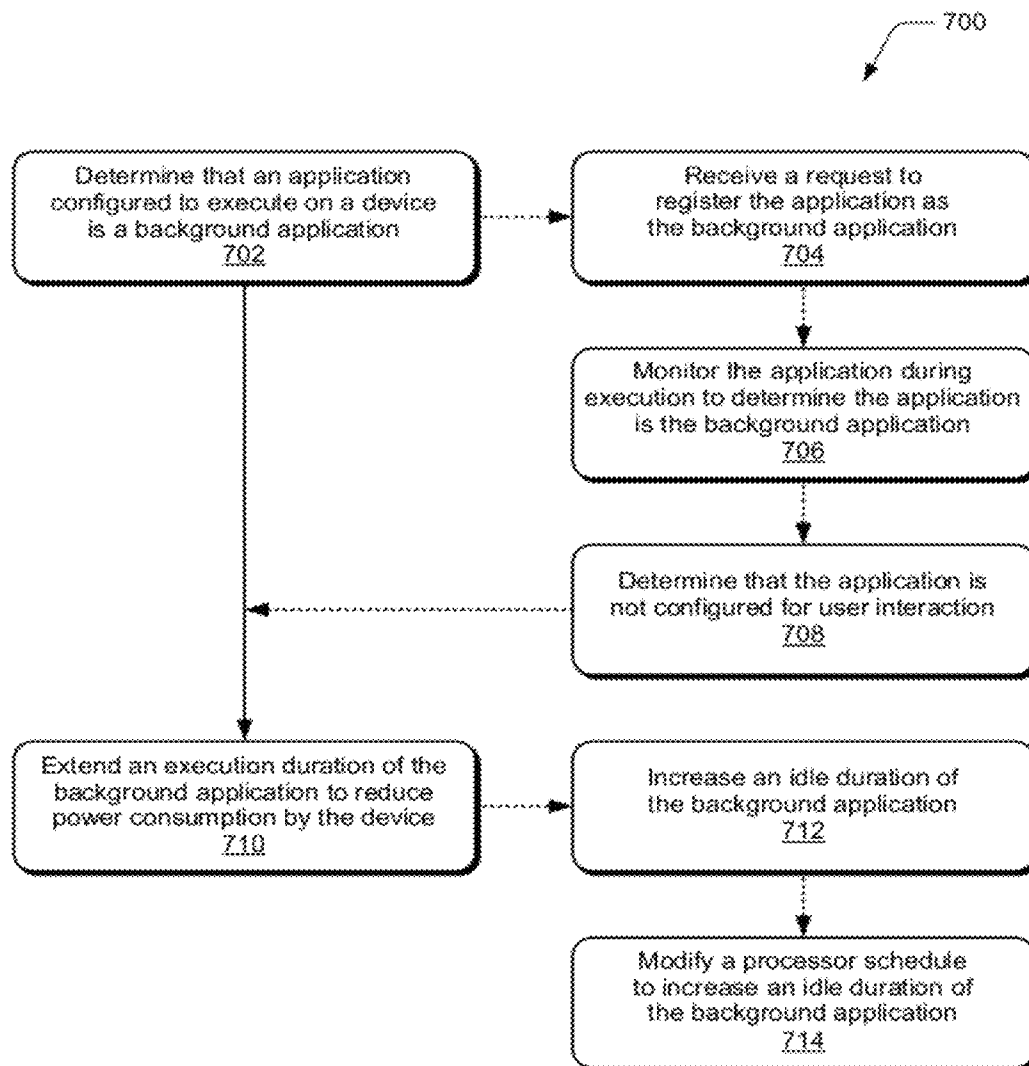 700
Determine that an application
configured to execute on a device
is a background application
702
Receive a request to
register the application as
the background application
704
Monitor the application during
execution to determine the application
is the background application
706
Determine that the application is
not configured for user interaction
708
Extend an execution duration of the
background application to reduce
power consumption by the device
710
Increase an idle duration of
the background application
712
Modify a processor schedule
to increase an idle duration of
the background application
714